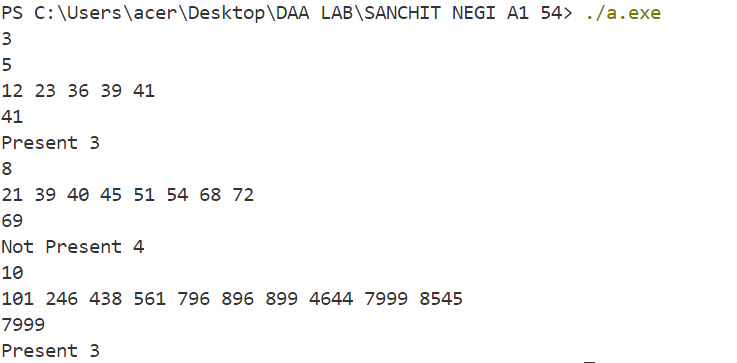 PS C:\Users\acer\Desktop\DAA LAB\SANCHIT NEGI A1 54> ./a.exe
3
5
12 23 36 39 41
41
Present 3
8
21 39 40 45 51 54 68 72
69
Not Present 4
10
101 246 438 561 796 896 899 4644 7999 8545
7999
Present 3